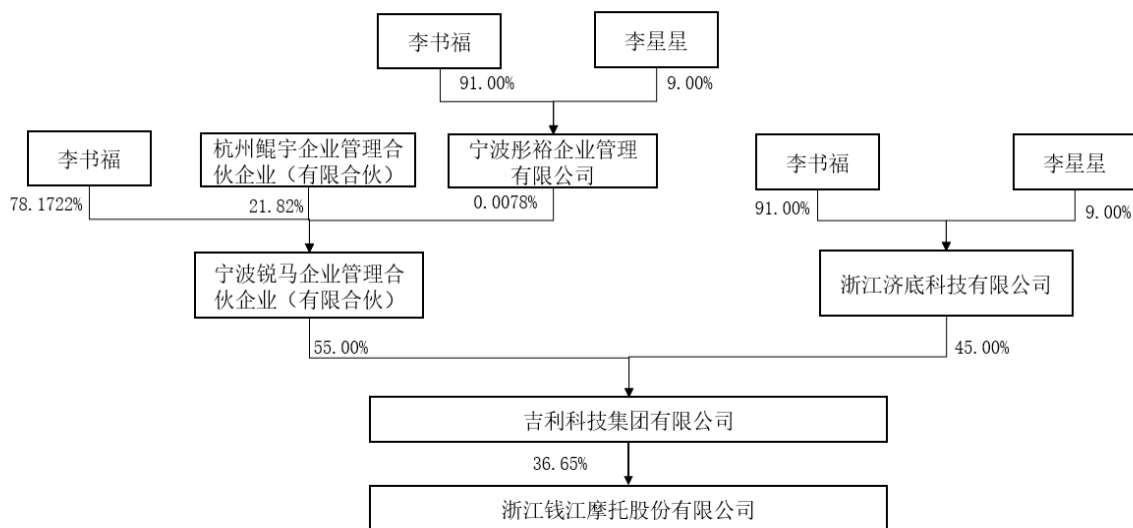 李书福
李星星
91.00%
9.00%
李书福
杭州鲲宇企业管理合
伙企业（有限合伙）
宁波彤裕企业管理
有限公司
李书福
李星星
78.1722%
21.82%
0.0078%
91.00%
9.00%
宁波锐马企业管理合
伙企业（有限合伙）
浙江济底科技有限公司
55.00%
45.00%
吉利科技集团有限公司
36.65%
浙江钱江摩托股份有限公司